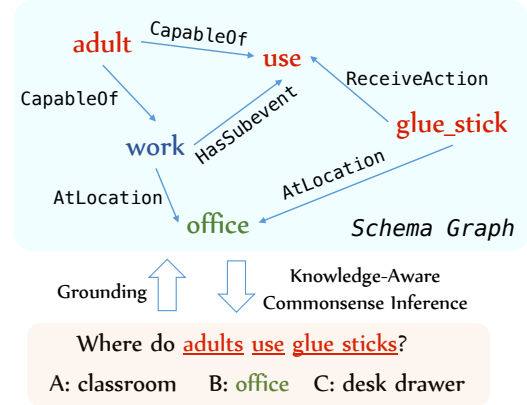 adult
CapableOf
use
CapableOf
ReceiveAction
HasSubevent
glue_stick
work
AtLocation
AtLocation
office
Schema Graph
Grounding
Knowledge-Aware
Commonsense Inference
Where do adults use glue sticks?
A: classroom B: office C: desk drawer